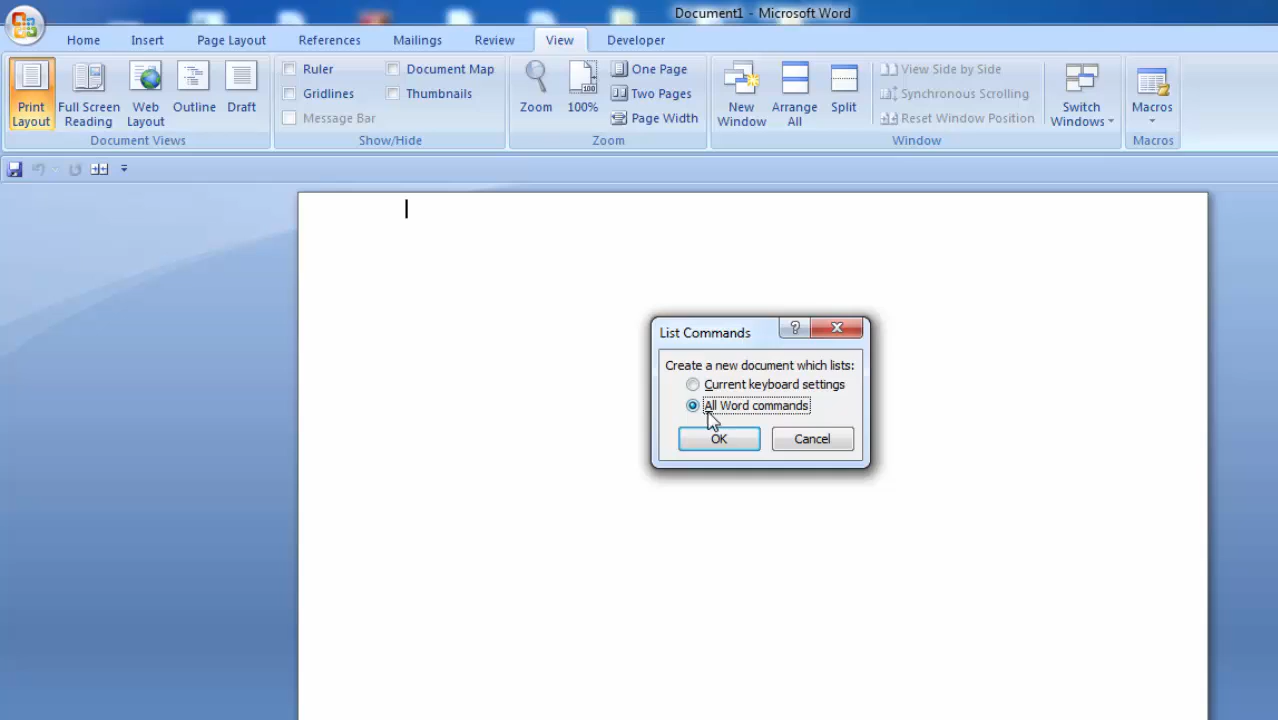 Document1 - Microsoft Word
Home Insert Page Layout References Mailings Review View Developer
Print Layout
Full Screen Reading
Web Layout
Outline
Draft
Document Views
Ruler
Gridlines
Message Bar
Document Map
Thumbnails
Show/Hide
Zoom
100
100%
One Page
Two Pages
Page Width
Zoom
New Window
Arrange All
Split
View Side by Side
Synchronous Scrolling
Reset Window Position
Switch Windows
Window
Macros
Macros
List Commands
?
Create a new document which lists:
Current keyboard settings
All Word commands
OK Cancel